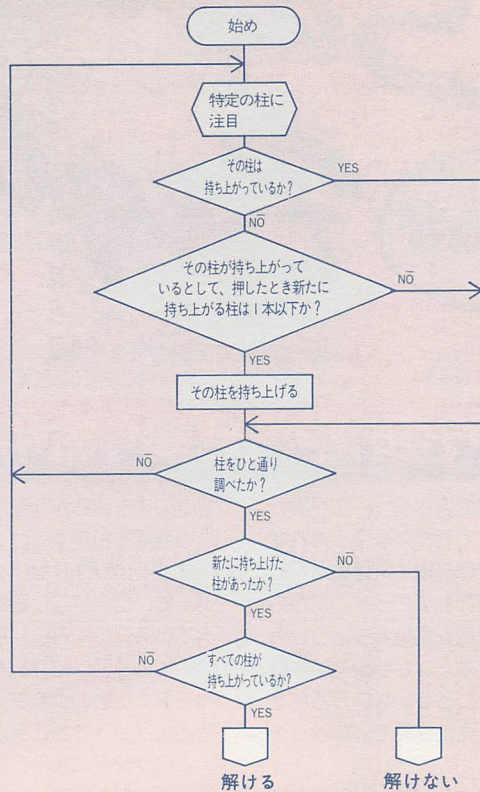 始め
特定の柱に
注目
その柱は
持ち上がっているか?
YES
NO
その柱が持ち上がって
いるとして、押したとき新たに
持ち上がる柱は1本以下か?
NO
YES
その柱を持ち上げる
柱をひと通り
調べたか?
NO
YES
新たに持ち上げた
柱があったか?
NO
YES
すべての柱が
持ち上がっているか?
NO
YES
解ける
解けない